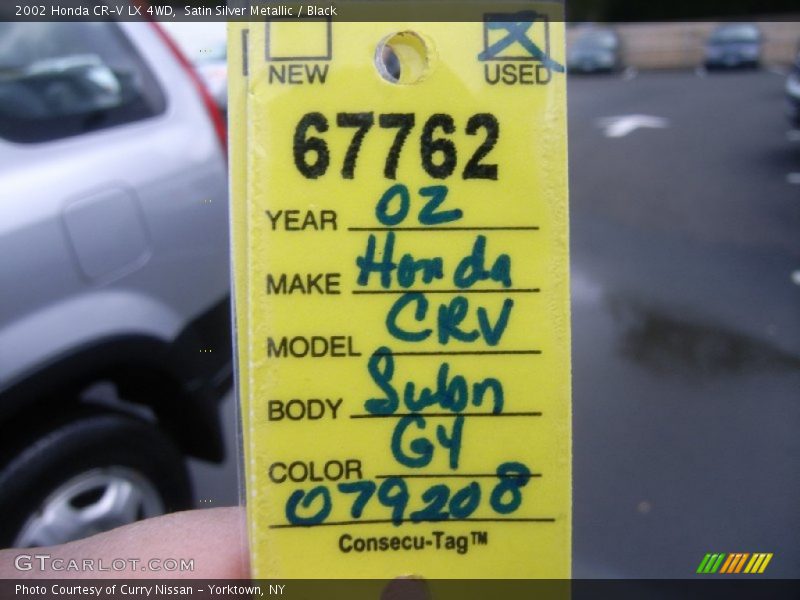 2002 Honda CR-V LX 4WD, Satin Silver Metallic / Black
NEW USED
67762
YEAR 02
MAKE Honda
MODEL CRV
BODY Subn
COLOR GY
079208
Consecu-Tag™
GTCARLOT.COM
Photo Courtesy of Curry Nissan - Yorktown, NY